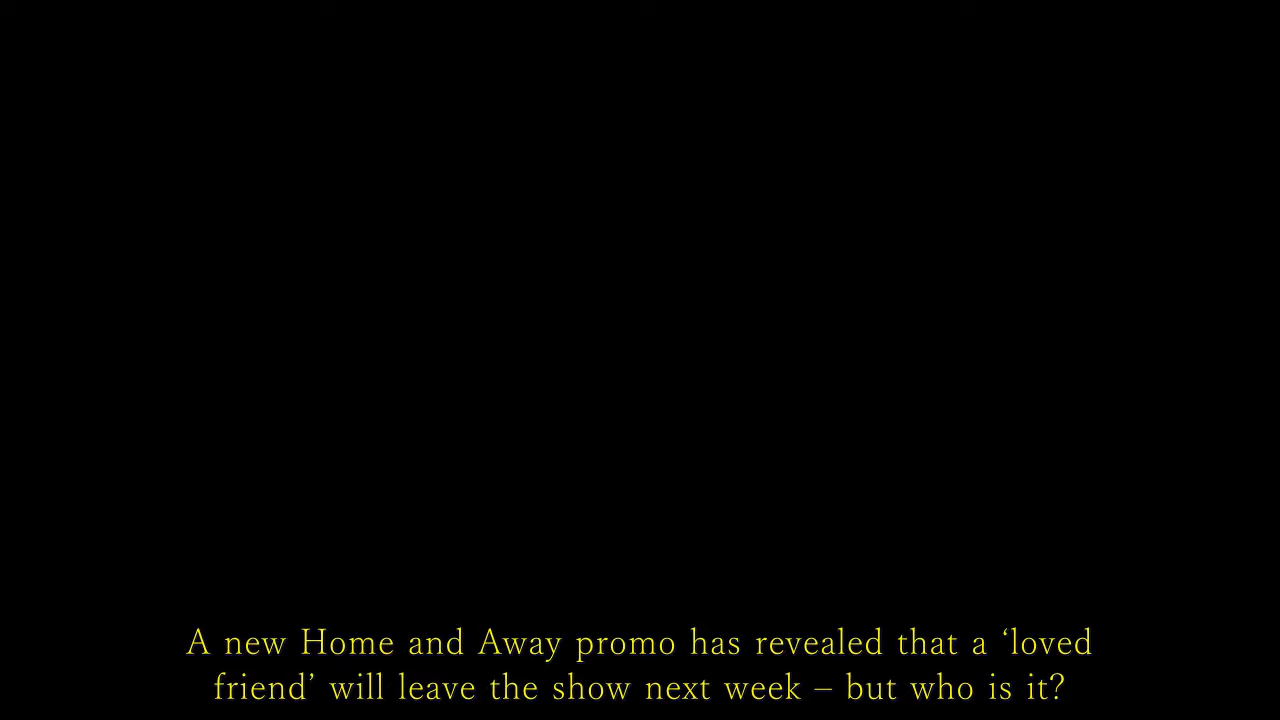 A new Home and Away promo has revealed that a ‘loved
friend’ will leave the show next week – but who is it?